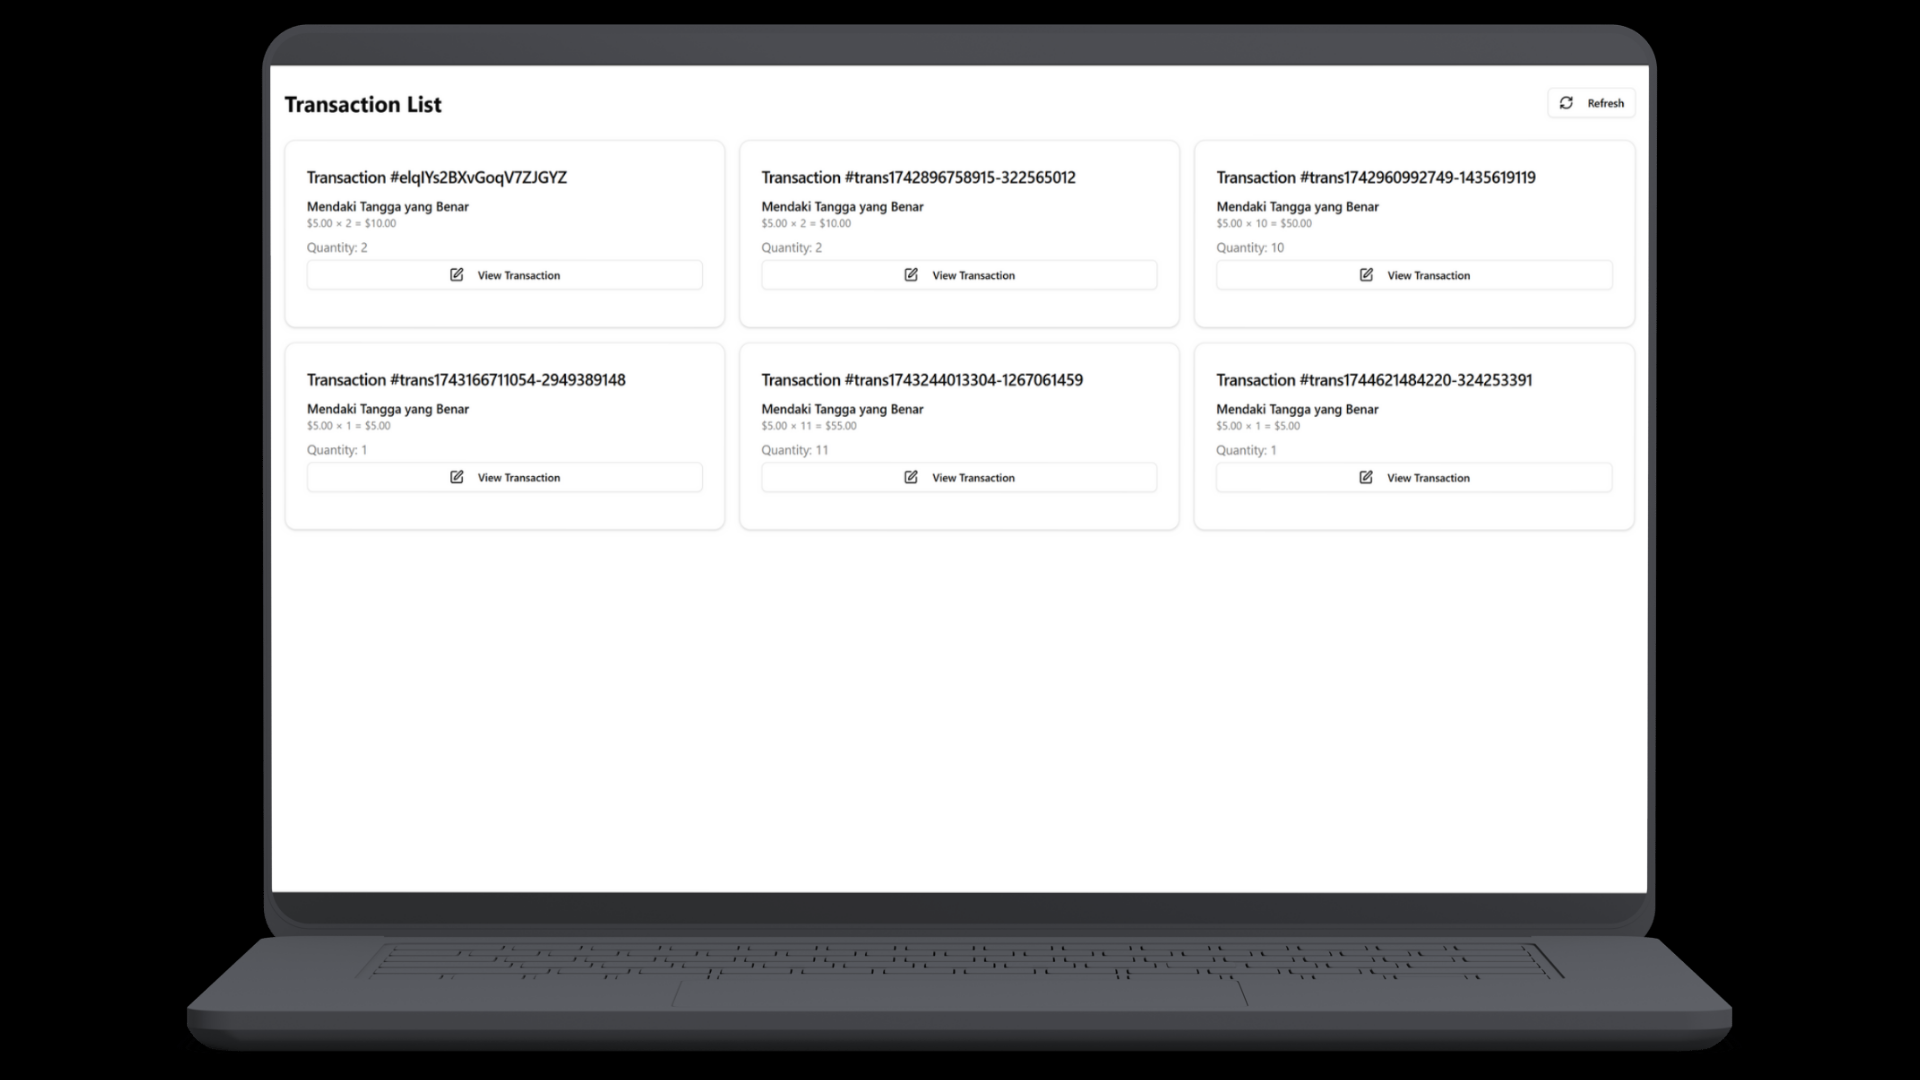 Transaction List
Refresh
Transaction #elqIYs2BXvGoqV7ZJGYZ
Mendaki Tangga yang Benar
$5.00 × 2 = $10.00
Quantity: 2
View Transaction
Transaction #trans1742896758915-322565012
Mendaki Tangga yang Benar
$5.00 × 2 = $10.00
Quantity: 2
View Transaction
Transaction #trans1742960992749-1435619119
Mendaki Tangga yang Benar
$5.00 × 10 = $50.00
Quantity: 10
View Transaction
Transaction #trans1743166711054-2949389148
Mendaki Tangga yang Benar
$5.00 × 1 = $5.00
Quantity: 1
View Transaction
Transaction #trans1743244013304-1267061459
Mendaki Tangga yang Benar
$5.00 × 11 = $55.00
Quantity: 11
View Transaction
Transaction #trans1744621484220-324253391
Mendaki Tangga yang Benar
$5.00 × 1 = $5.00
Quantity: 1
View Transaction